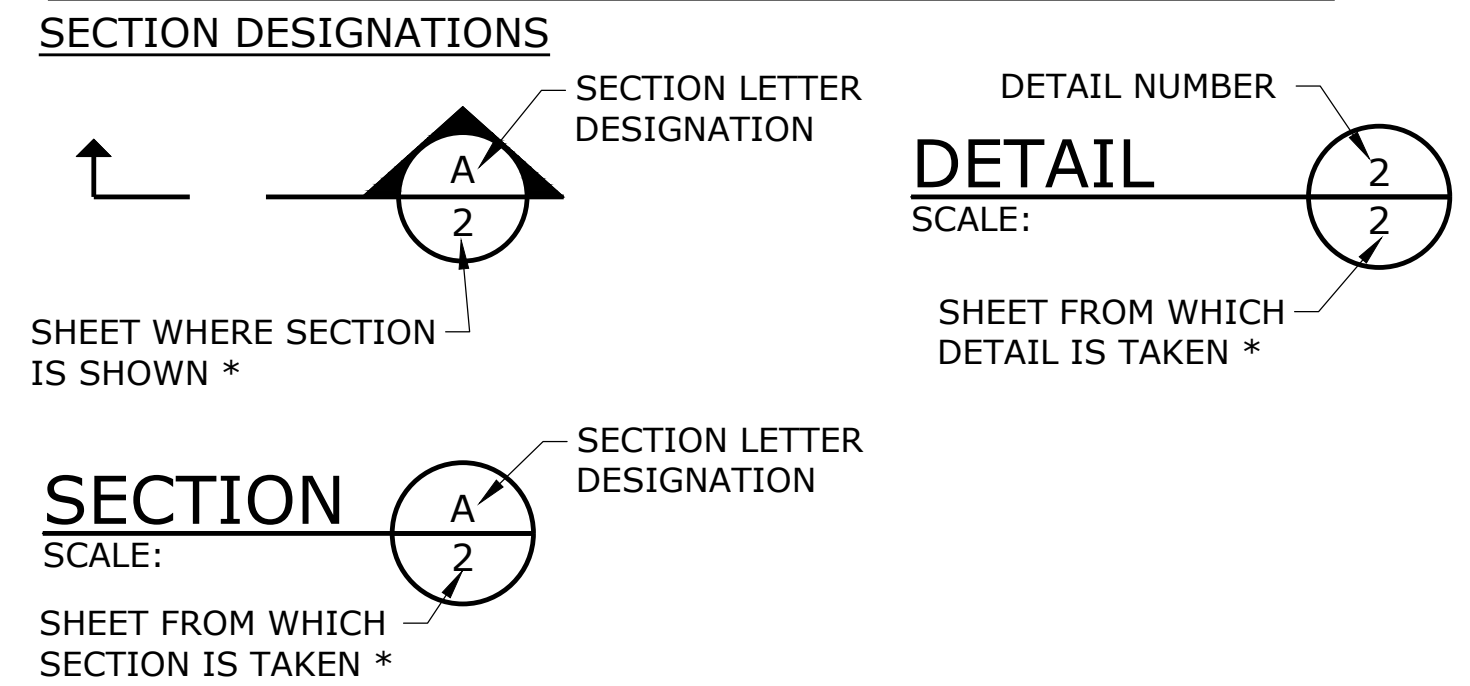 SECTION DESIGNATIONS
SECTION LETTER
DESIGNATION
A
2
SHEET WHERE SECTION
IS SHOWN *
DETAIL NUMBER
DETAIL
2
SCALE:
2
SHEET FROM WHICH
DETAIL IS TAKEN *
SECTION LETTER
DESIGNATION
SECTION
A
SCALE:
2
SHEET FROM WHICH
SECTION IS TAKEN *